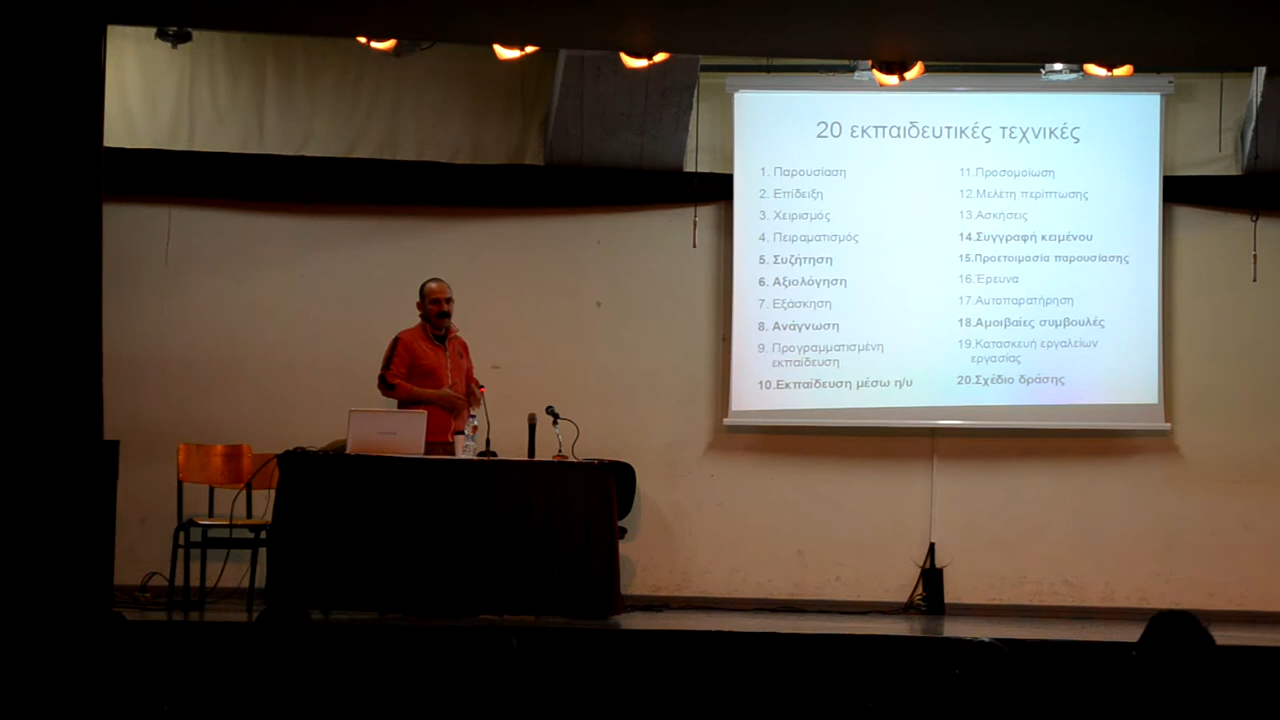 20 εκπαιδευτικές τεχνικές
1. Παρουσίαση
2. Επίδειξη
3. Χειρισμός
4. Πειραματισμός
5. Συζήτηση
6. Αξιολόγηση
7. Εξάσκηση
8. Ανάγνωση
9. Προγραμματισμένη
εκπαίδευση
10.Εκπαίδευση μέσω η/υ
11.Προσομοίωση
12.Μελέτη περίπτωσης
13.Ασκήσεις
14.Συγγραφή κειμένου
15.Προετοιμασία παρουσίασης
16.Έρευνα
17.Αυτοπαρατήρηση
18.Αμοιβαίες συμβουλές
19.Κατασκευή εργαλείων
εργασίας
20.Σχέδιο δράσης